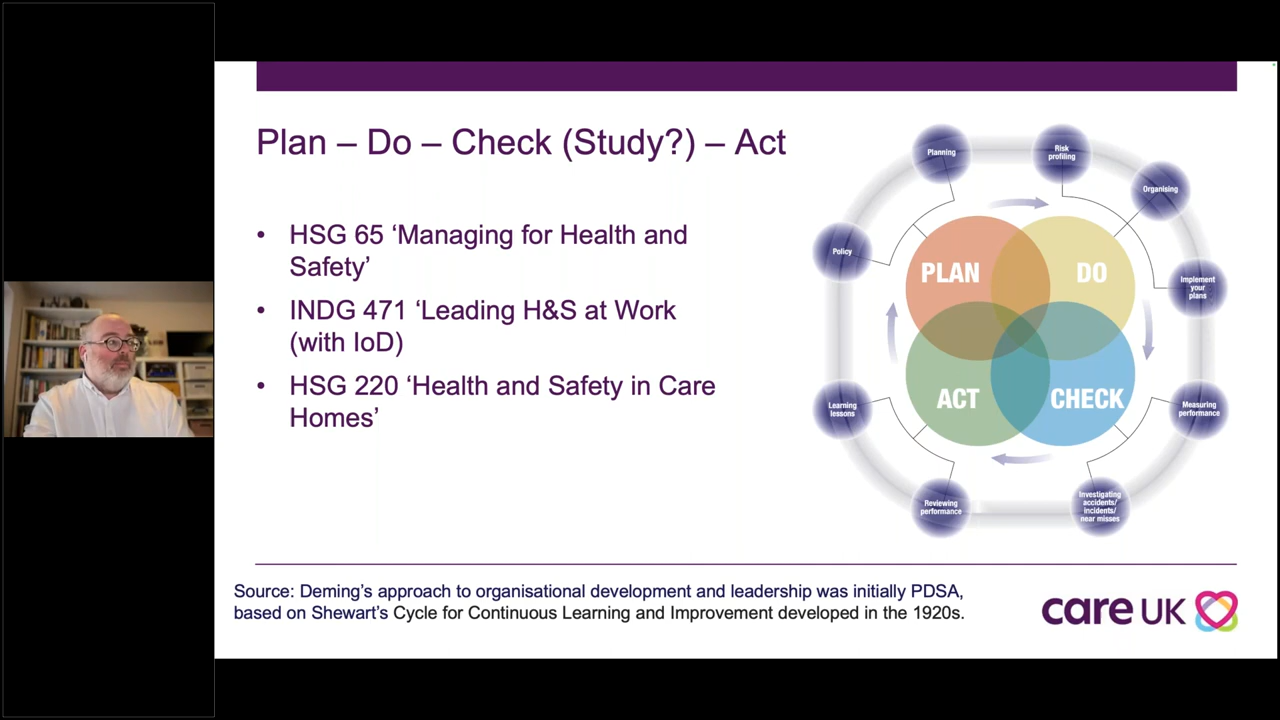 Plan – Do – Check (Study?) – Act
• HSG 65 ‘Managing for Health and
Safety’
• INDG 471 ‘Leading H&S at Work
(with IoD)
• HSG 220 ‘Health and Safety in Care
Homes’
Planning
Risk
profiling
Organising
Policy
PLAN
DO
Implement
your
plans
ACT
CHECK
Learning
lessons
Measuring
performance
Reviewing
performance
Investigating
accidents/
incidents/
near misses
Source: Deming’s approach to organisational development and leadership was initially PDSA,
based on Shewart’s Cycle for Continuous Learning and Improvement developed in the 1920s.
care UK